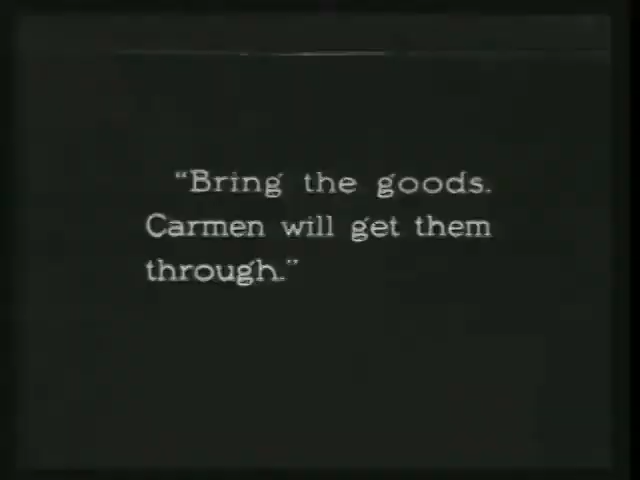 "Bring the goods.
Carmen will get them
through."